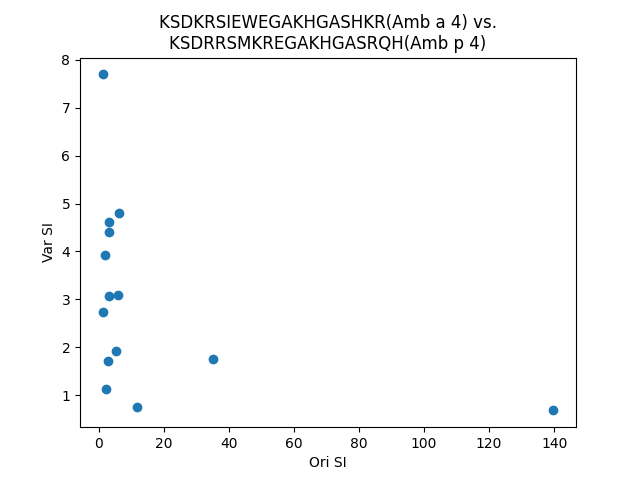 KSDKRSIEWEGAKHGASHKR(Amb a 4) vs.
KSDRRSMKREGAKHGASRQH(Amb p 4)
8
7
6
5
4
3
2
1
Var SI
0 20 40 60 80 100 120 140
Ori SI